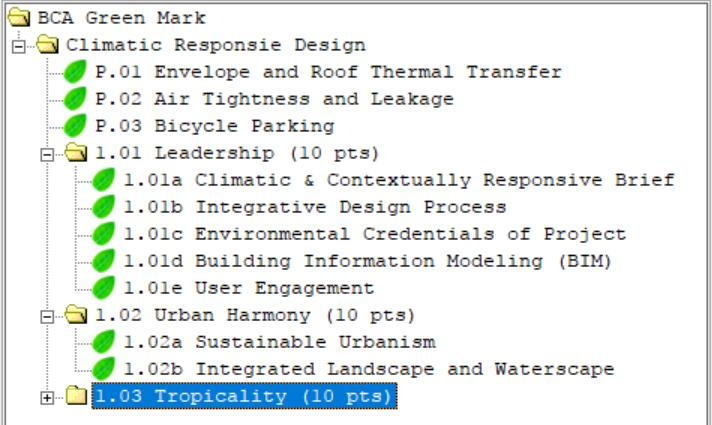 BCA Green Mark
Climatic Responsie Design
P.01 Envelope and Roof Thermal Transfer
P.02 Air Tightness and Leakage
P.03 Bicycle Parking
1.01 Leadership (10 pts)
1.01a Climatic & Contextually Responsive Brief
1.01b Integrative Design Process
1.01c Environmental Credentials of Project
1.01d Building Information Modeling (BIM)
1.01e User Engagement
1.02 Urban Harmony (10 pts)
1.02a Sustainable Urbanism
1.02b Integrated Landscape and Waterscape
1.03 Tropicality (10 pts)